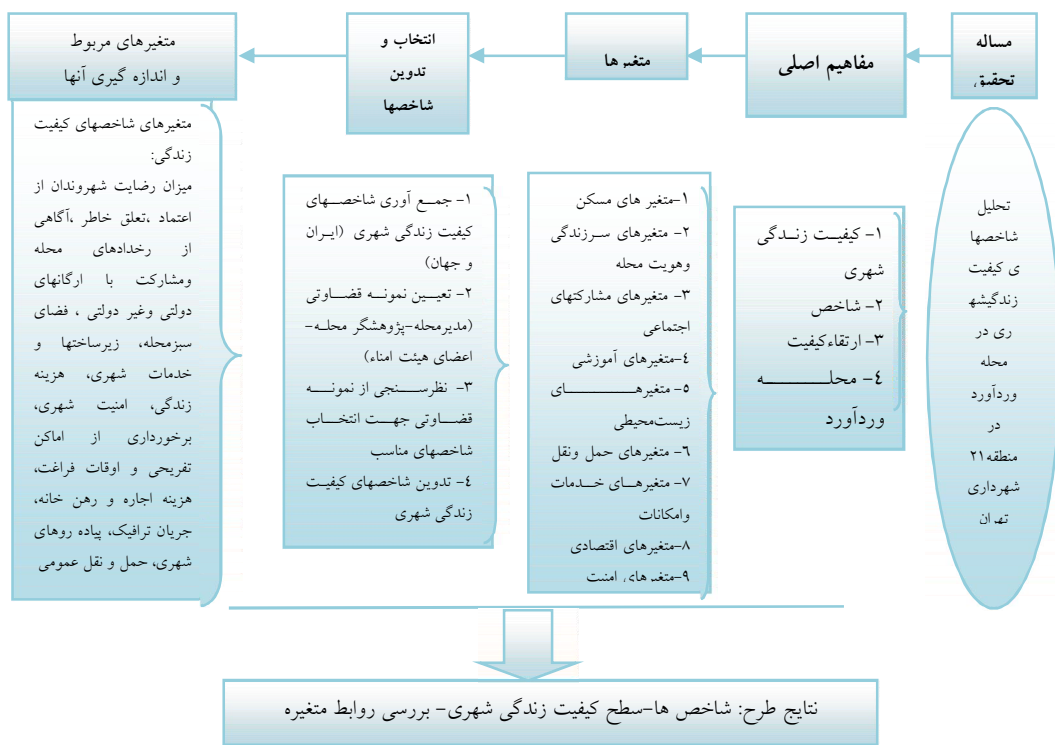 مساله
تحقیق
مفاهیم اصلی
متغیرها
انتخاب و
تدوین
شاخصها
متغیرهای مربوط
و اندازه گیری آنها
تحلیل
شاخصها
ی کیفیت
زندگیشه
ری در
محله
وردآورد
در
منطقه۲۱
شهرداری
تهران
۱- کیفیت زندگی
شهری
۲- شاخص
۳- ارتقاءکیفیت
٤- محله
وردآورد
۱-متغیر های مسکن
۲- متغیرهای سرزندگی
وهویت محله
۳- متغیرهای مشارکتهای
اجتماعی
٤-متغیرهای آموزشی
٥- متغیرهای
زیست‌محیطی
٦- متغیرهای حمل ونقل
۷- متغیرهای خدمات
وامکانات
۸-متغیرهای اقتصادی
۹-متغیرهای امنیت
۱- جمع آوری شاخصهای
کیفیت زندگی شهری (ایران
و جهان)
۲- تعیین نمونه قضاوتی
(مدیرمحله-پژوهشگر محله-
اعضای هیئت امناء)
۳- نظرسنجی از نمونه
قضاوتی جهت انتخاب
شاخصهای مناسب
٤- تدوین شاخصهای کیفیت
زندگی شهری
متغیرهای شاخصهای کیفیت
زندگی:
میزان رضایت شهروندان از
اعتماد ،تعلق خاطر ،آگاهی
از رخدادهای محله
ومشارکت با ارگانهای
دولتی وغیر دولتی ، فضای
سبزمحله، زیرساختها و
خدمات شهری، هزینه
زندگی، امنیت شهری،
برخورداری از اماکن
تفریحی و اوقات فراغت،
هزینه اجاره و رهن خانه،
جریان ترافیک، پیاده روهای
شهری، حمل و نقل عمومی
نتایج طرح: شاخص ها-سطح کیفیت زندگی شهری- بررسی روابط متغیره